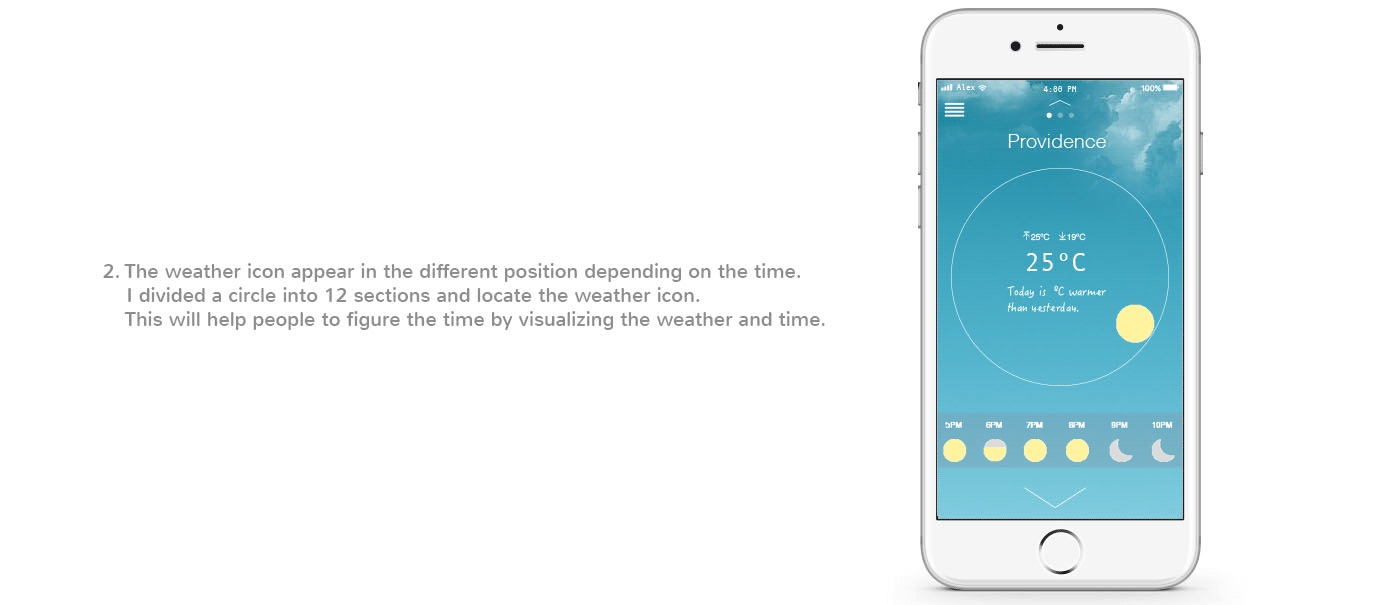 2. The weather icon appear in the different position depending on the time.
I divided a circle into 12 sections and locate the weather icon.
This will help people to figure the time by visualizing the weather and time.
Alex 4:00 PM 100%
Providence
25°C 19°C
25°C
Today is °C warmer
than yesterday.
5PM 6PM 7PM 8PM 9PM 10PM